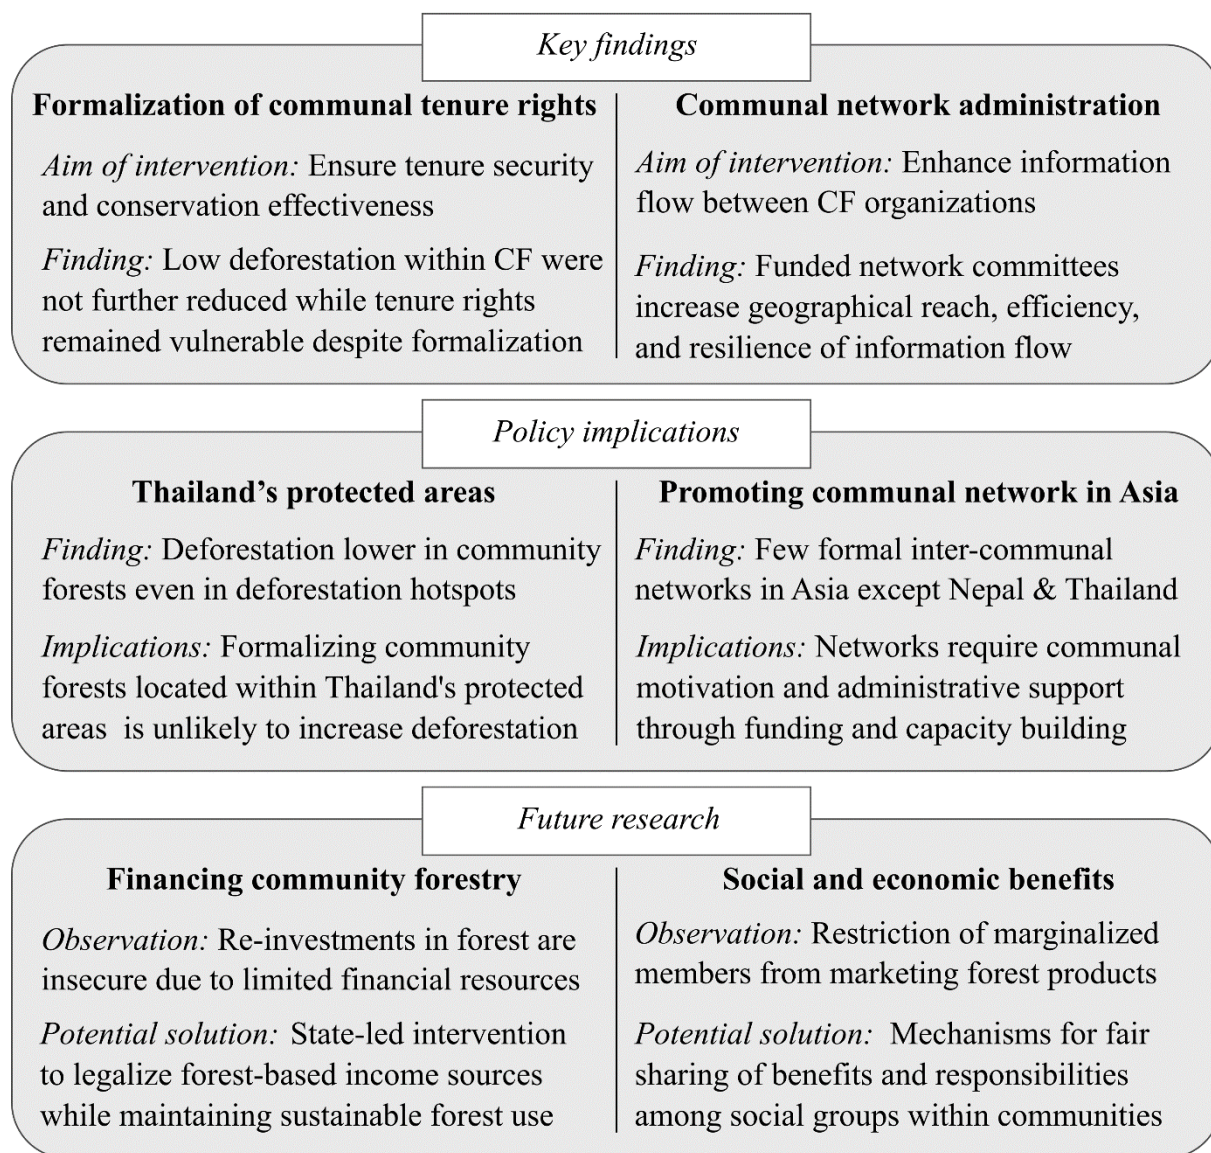 Key findings
Formalization of communal tenure rights
Aim of intervention: Ensure tenure security
and conservation effectiveness
Finding: Low deforestation within CF were
not further reduced while tenure rights
remained vulnerable despite formalization
Communal network administration
Aim of intervention: Enhance information
flow between CF organizations
Finding: Funded network committees
increase geographical reach, efficiency,
and resilience of information flow
Policy implications
Thailand’s protected areas
Finding: Deforestation lower in community
forests even in deforestation hotspots
Implications: Formalizing community
forests located within Thailand's protected
areas is unlikely to increase deforestation
Promoting communal network in Asia
Finding: Few formal inter-communal
networks in Asia except Nepal & Thailand
Implications: Networks require communal
motivation and administrative support
through funding and capacity building
Future research
Financing community forestry
Observation: Re-investments in forest are
insecure due to limited financial resources
Potential solution: State-led intervention
to legalize forest-based income sources
while maintaining sustainable forest use
Social and economic benefits
Observation: Restriction of marginalized
members from marketing forest products
Potential solution: Mechanisms for fair
sharing of benefits and responsibilities
among social groups within communities